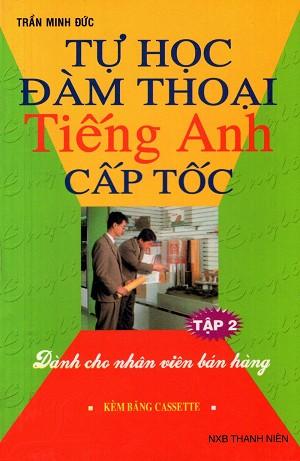 TRẦN MINH ĐỨC
TỰ HỌC
ĐÀM THOẠI
Tiếng Anh
CẤP TỐC
TẬP 2
Dành cho nhân viên bán hàng
KÈM BĂNG CASSETTE
NXB THANH NIÊN